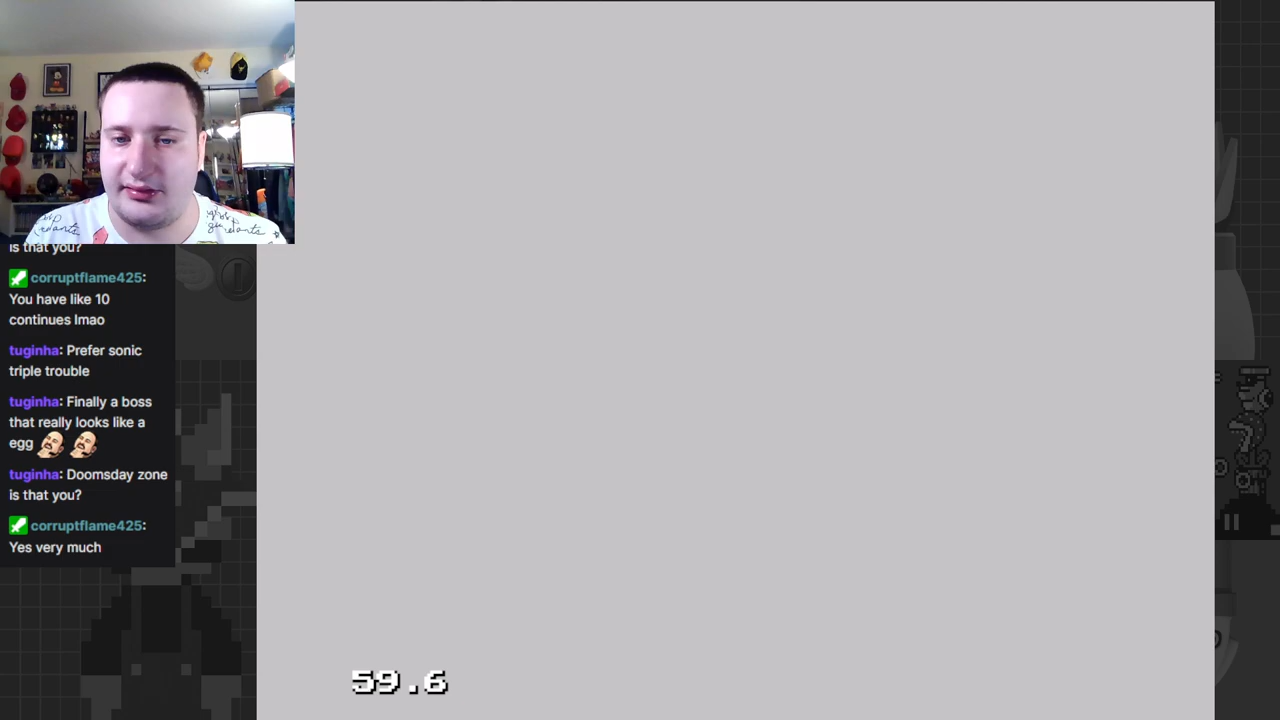 is that you?
corruptflame425:
You have like 10
continues lmao
tuginha: Prefer sonic
triple trouble
tuginha: Finally a boss
that really looks like a
egg
tuginha: Doomsday zone
is that you?
corruptflame425:
Yes very much
59.6